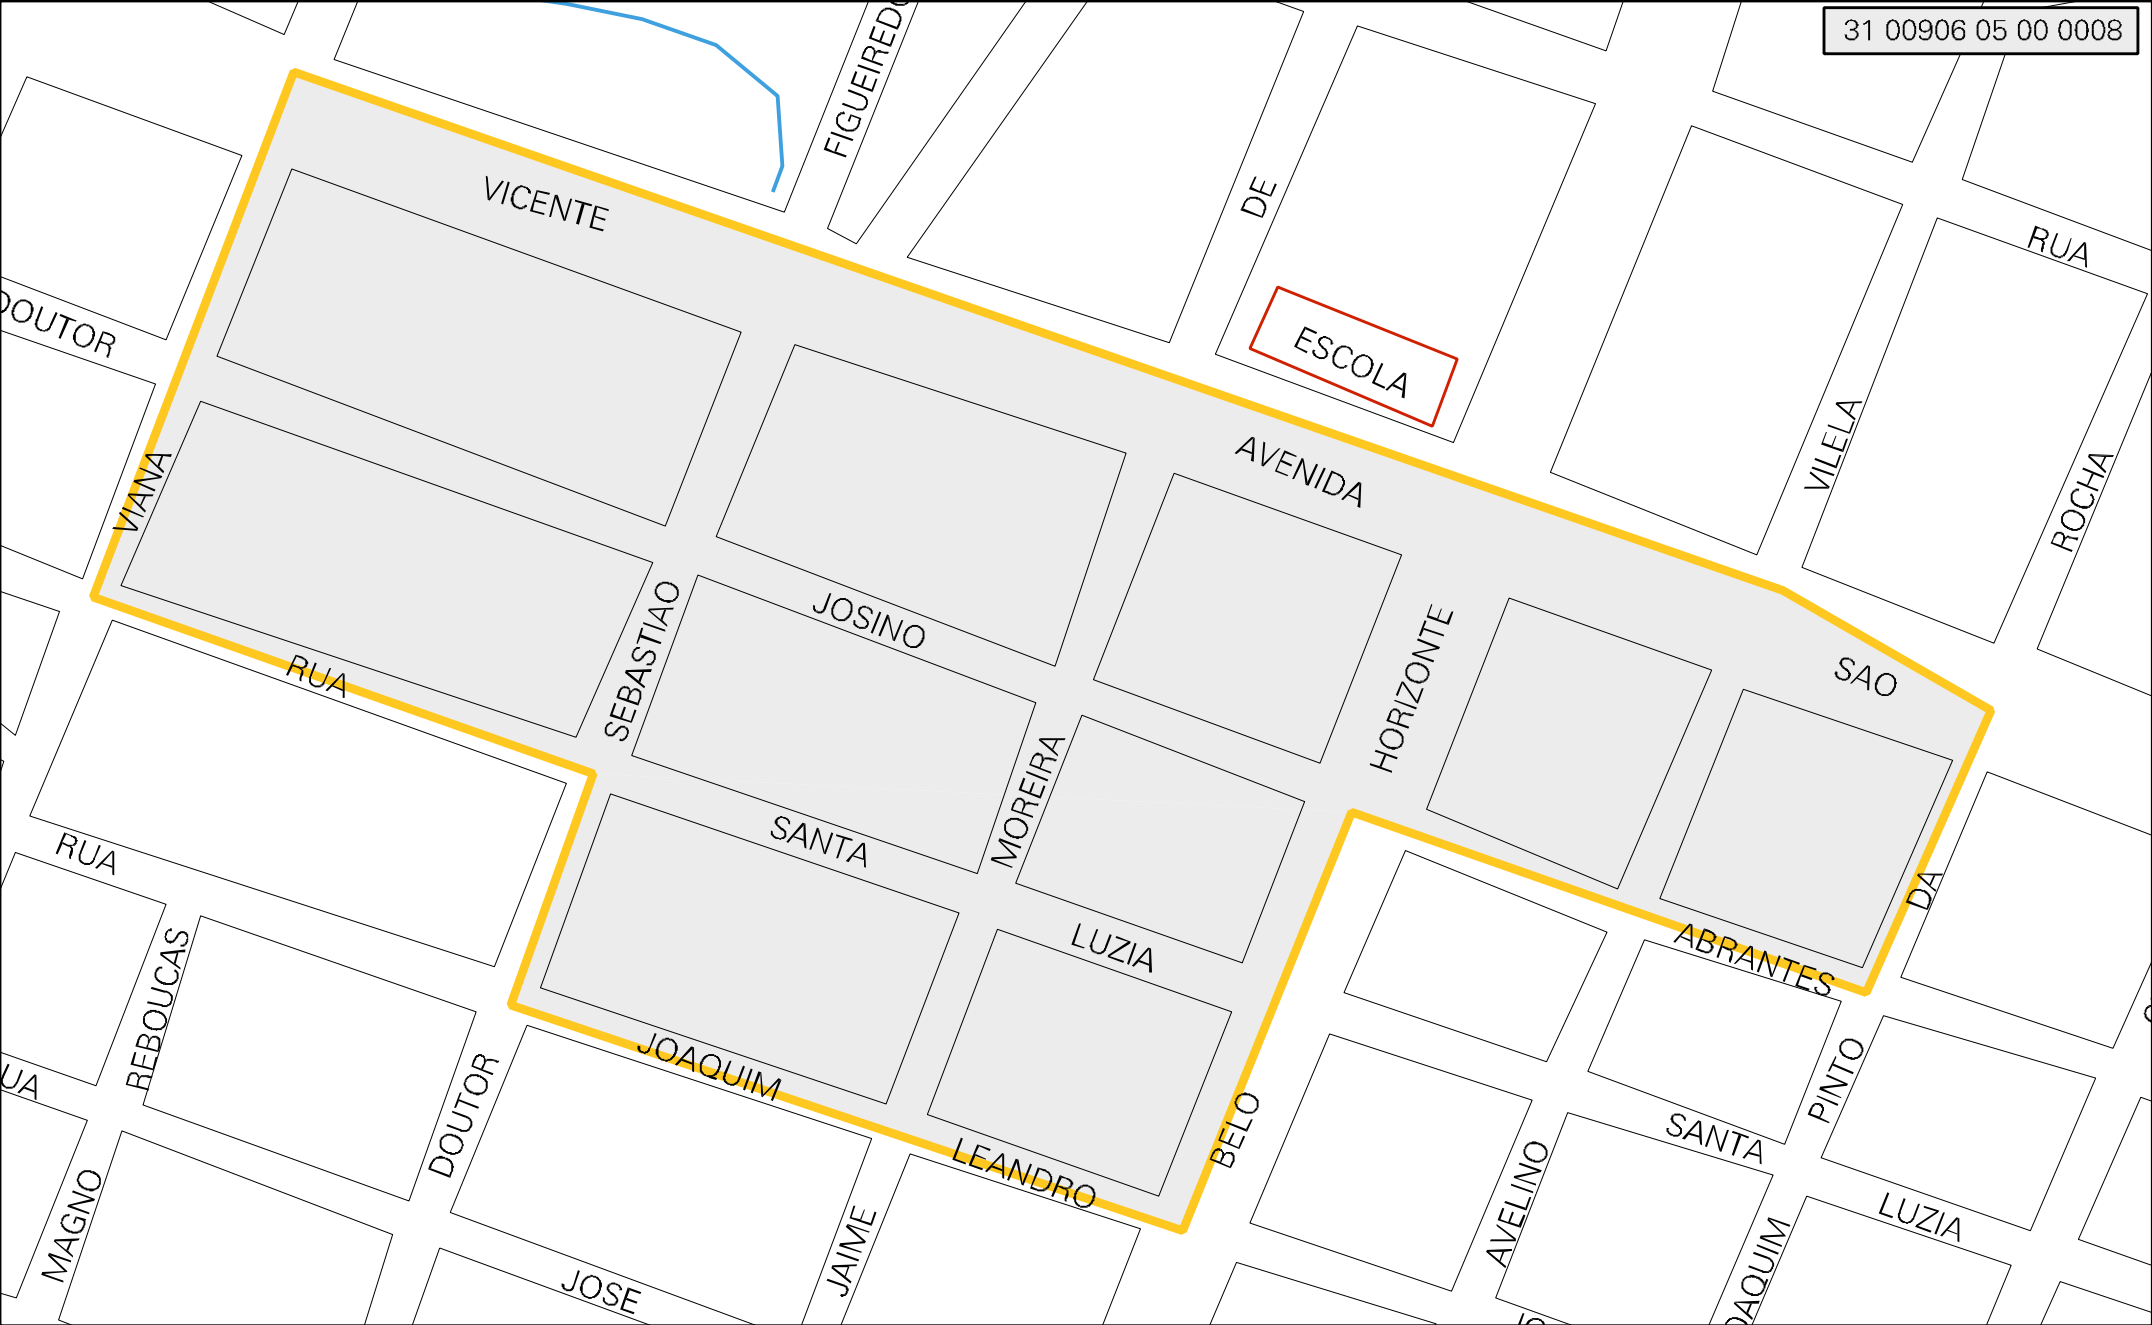 31 00906 05 00 0008
FIGUEIREDO
VICENTE
DE
RUA
DOUTOR
ESCOLA
VIANA
AVENIDA
VILELA
ROCHA
SEBASTIAO
JOSINO
HORIZONTE
SAO
RUA
MOREIRA
SANTA
RUA
DA
REBOUCAS
LUZIA
ABRANTES
JOAQUIM
DOUTOR
UA
BELO
PINTO
LEANDRO
SANTA
AVELINO
MAGNO
JAIME
LUZIA
OAQUIM
JOSE